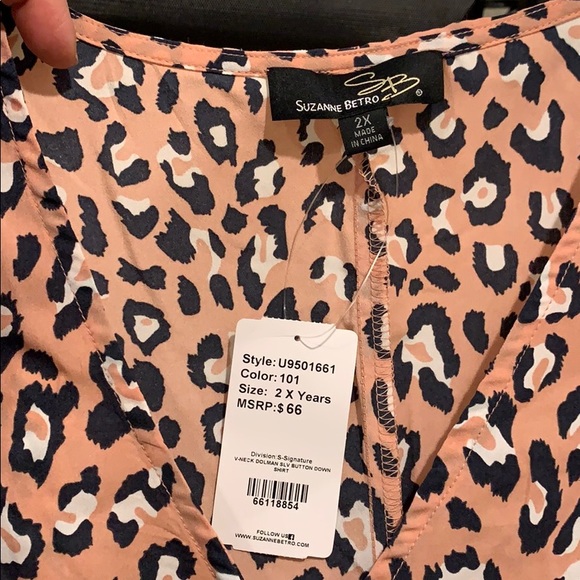 SB
SUZANNE BETRO ®
2X
MADE
IN CHINA
Style:U9501661
Color:101
Size: 2 X Years
MSRP:$66
Division:S-Signature
V-NECK DOLMAN SLV BUTTON DOWN
SHIRT
66118854
FOLLOW US f
WWW.SUZANNEBETRO.COM